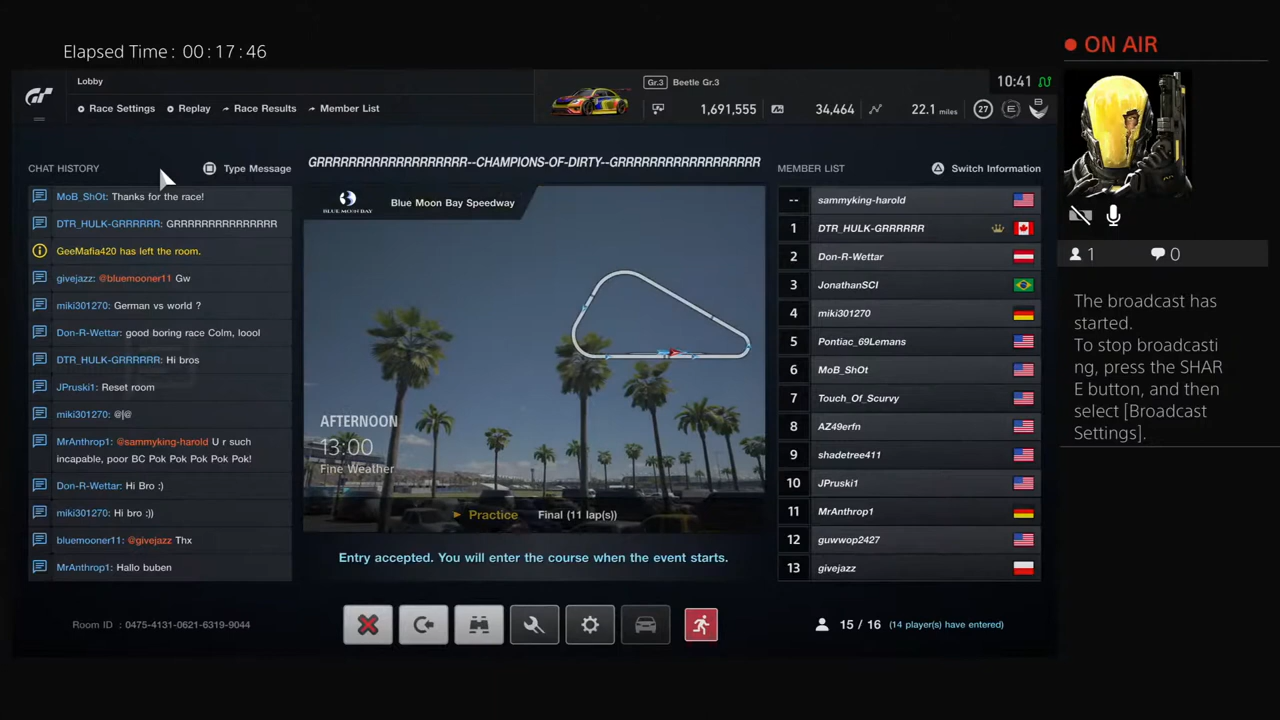 Elapsed Time : 00:17:46
ON AIR
Lobby
Race Settings
Replay
Race Results
Member List
Gr.3
Beetle Gr.3
1,691,555
34,464
22.1 miles
10:41
27
E
B
CHAT HISTORY
Type Message
MoB_ShOt: Thanks for the race!
DTR_HULK-GRRRRRR: GRRRRRRRRRRRRRRR
GeeMafia420 has left the room.
givejazz: @bluemooner11 Gw
miki301270: German vs world ?
Don-R-Wettar: good boring race Colm, loool
DTR_HULK-GRRRRRR: Hi bros
JPruski1: Reset room
miki301270: @|@
MrAnthrop1: @sammyking-harold U r such
incapable, poor BC Pok Pok Pok Pok Pok!
Don-R-Wettar: Hi Bro :)
miki301270: Hi bro :))
bluemooner11: @givejazz Thx
MrAnthrop1: Hallo buben
Room ID : 0475-4131-0621-6319-9044
GRRRRRRRRRRRRRRRRRRR--CHAMPIONS-OF-DIRTY--GRRRRRRRRRRRRRRRRRRR
BLUE MOON BAY
Blue Moon Bay Speedway
AFTERNOON
13:00
Fine Weather
Practice
Final (11 lap(s))
Entry accepted. You will enter the course when the event starts.
MEMBER LIST
Switch Information
-- sammyking-harold
1 DTR_HULK-GRRRRRR
2 Don-R-Wettar
3 JonathanSCI
4 miki301270
5 Pontiac_69Lemans
6 MoB_ShOt
7 Touch_Of_Scurvy
8 AZ49erfn
9 shadetree411
10 JPruski1
11 MrAnthrop1
12 guwwop2427
13 givejazz
15 / 16 (14 player(s) have entered)
1
0
The broadcast has
started.
To stop broadcasti
ng, press the SHAR
E button, and then
select [Broadcast
Settings].